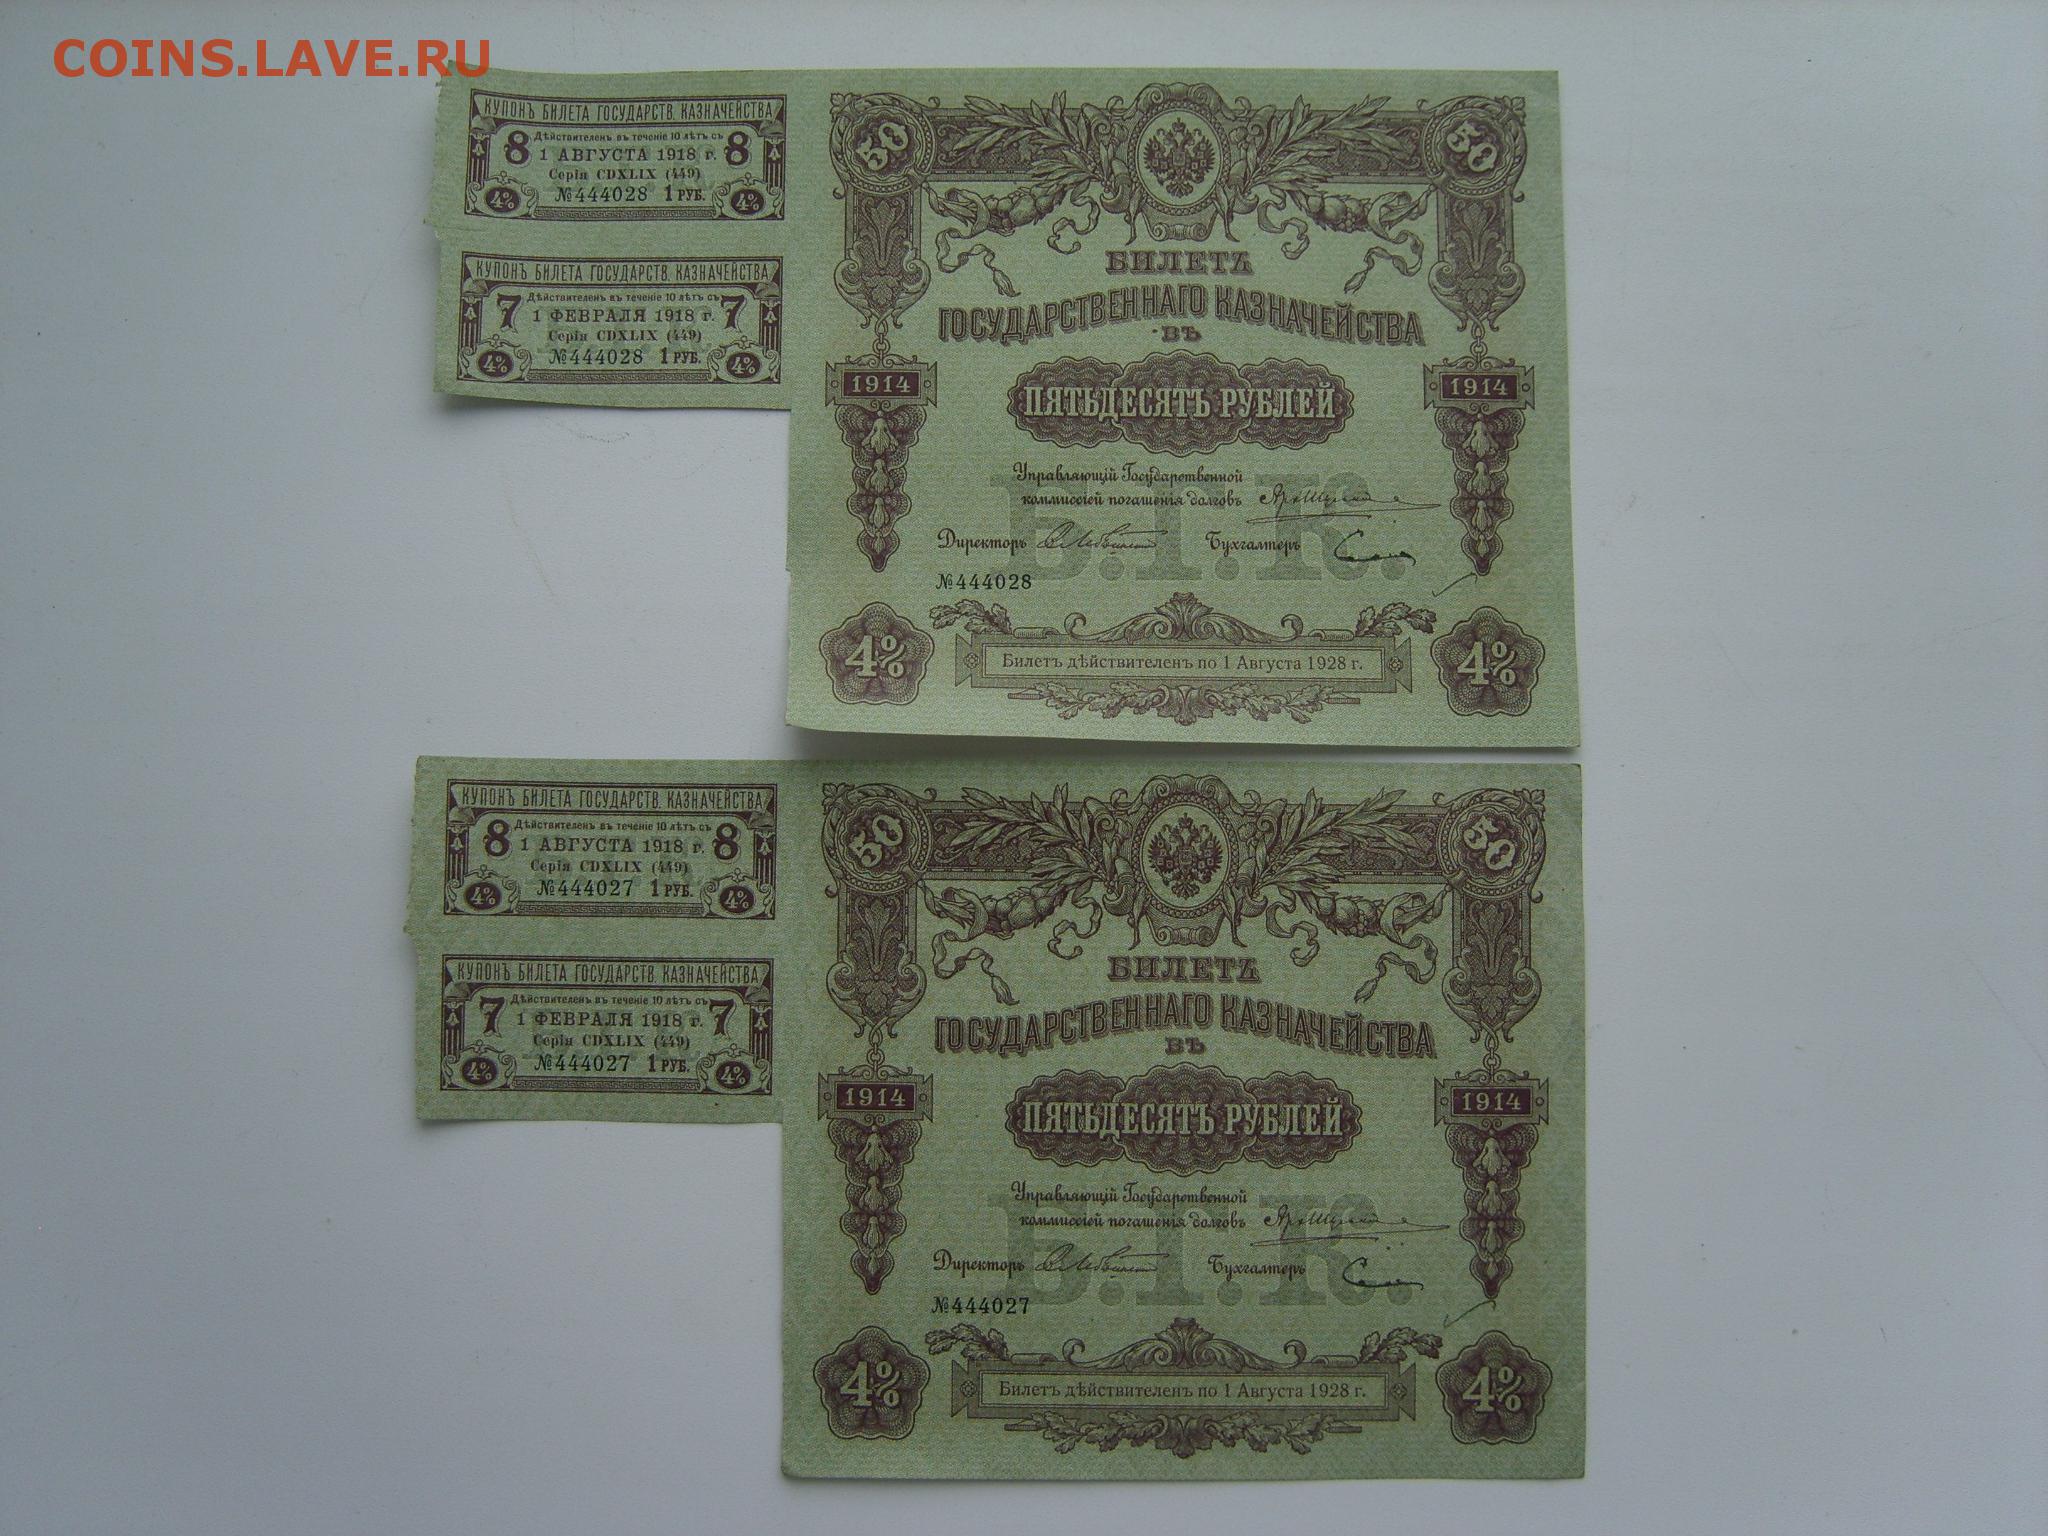 COINS.LAVE.RU
КУПОНЪ БИЛЕТА ГОСУДАРСТВ. КАЗНАЧЕЙСТВА
Дѣйствителенъ въ теченіе 10 лѣтъ съ
8 1 АВГУСТА 1918 г. 8
Серія CDXLIX (449)
4% №444028 1 РУБ. 4%
КУПОНЪ БИЛЕТА ГОСУДАРСТВ. КАЗНАЧЕЙСТВА
Дѣйствителенъ въ теченіе 10 лѣтъ съ
7 1 ФЕВРАЛЯ 1918 г. 7
Серія CDXLIX (449)
4% №444028 1 РУБ. 4%
50 50
БИЛЕТЪ
ГОСУДАРСТВЕННАГО КАЗНАЧЕЙСТВА
ВЪ
1914 ПЯТЬДЕСЯТЪ РУБЛЕЙ 1914
Управляющій Государственной
коммиссіей погашенія долговъ
Директоръ Бухгалтеръ
Б.Г.К.
№444028
4% Билетъ дѣйствителенъ по 1 Августа 1928 г. 4%
КУПОНЪ БИЛЕТА ГОСУДАРСТВ. КАЗНАЧЕЙСТВА
Дѣйствителенъ въ теченіе 10 лѣтъ съ
8 1 АВГУСТА 1918 г. 8
Серія CDXLIX (449)
4% №444027 1 РУБ. 4%
КУПОНЪ БИЛЕТА ГОСУДАРСТВ. КАЗНАЧЕЙСТВА
Дѣйствителенъ въ теченіе 10 лѣтъ съ
7 1 ФЕВРАЛЯ 1918 г. 7
Серія CDXLIX (449)
4% №444027 1 РУБ. 4%
50 50
БИЛЕТЪ
ГОСУДАРСТВЕННАГО КАЗНАЧЕЙСТВА
ВЪ
1914 ПЯТЬДЕСЯТЪ РУБЛЕЙ 1914
Управляющій Государственной
коммиссіей погашенія долговъ
Директоръ Бухгалтеръ
Б.Г.К.
№444027
4% Билетъ дѣйствителенъ по 1 Августа 1928 г. 4%